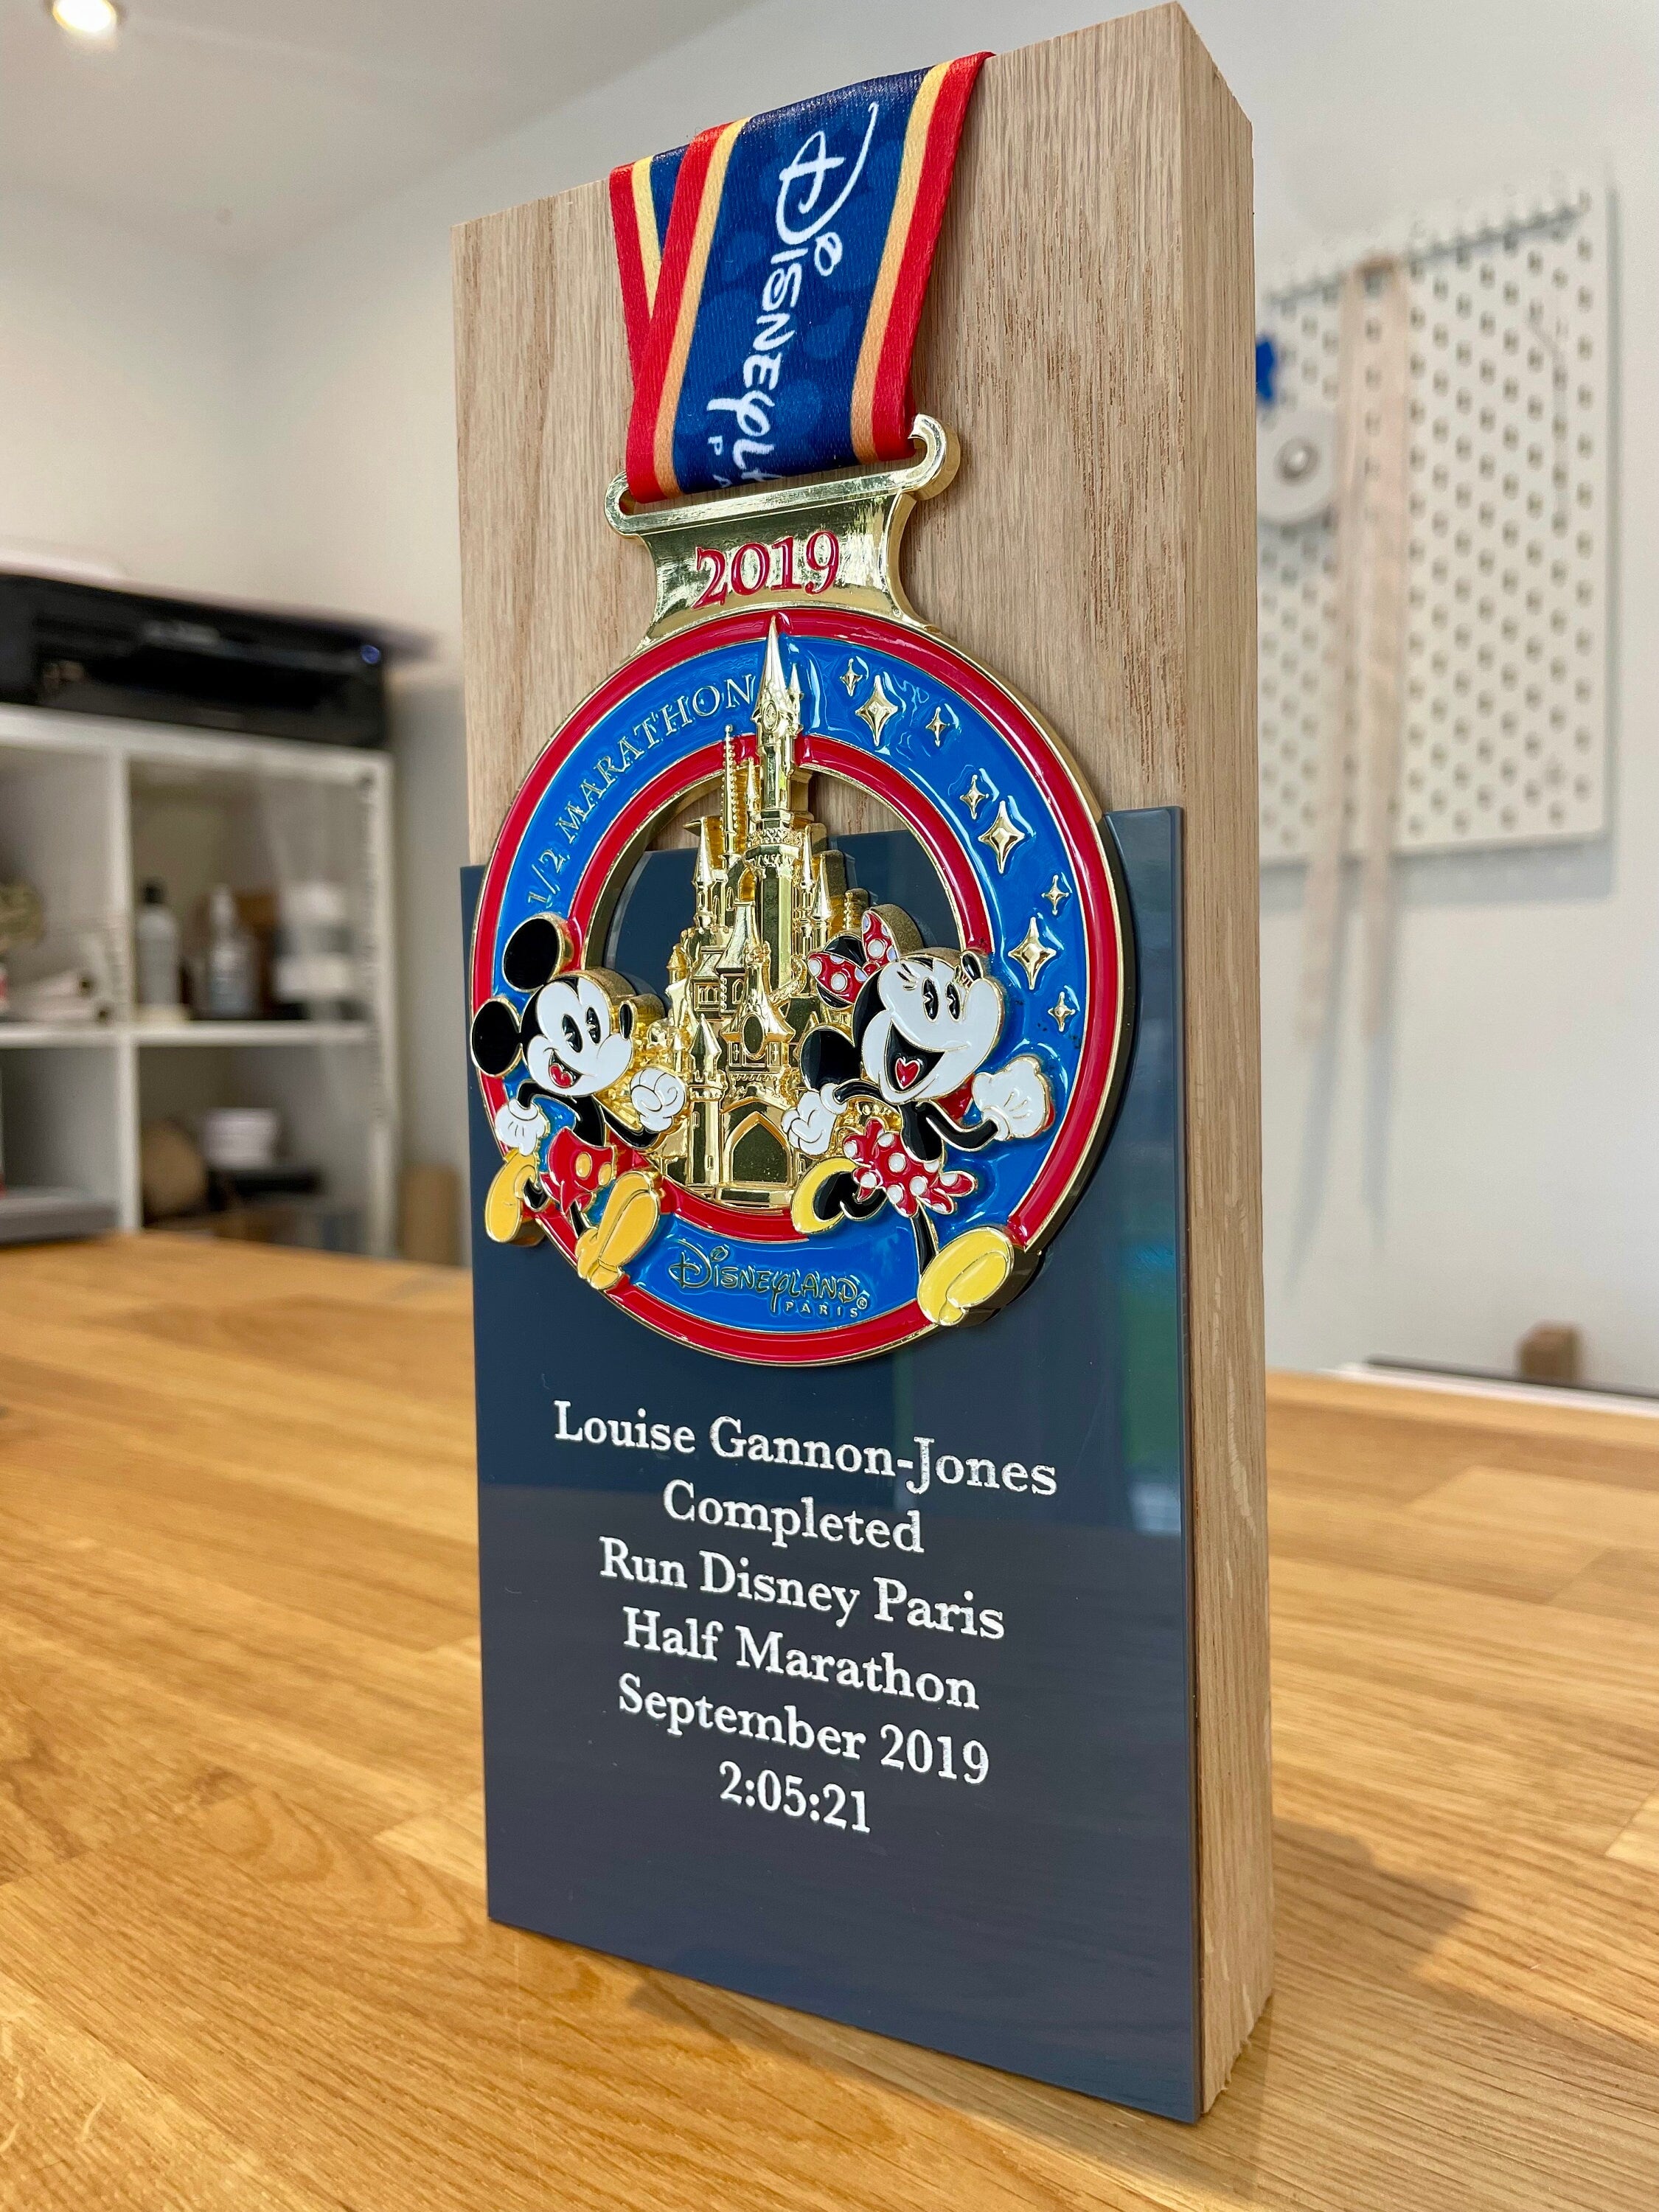 Disneyla
P
2019
1/2 MARATHON
Disneyland
PARIS
Louise Gannon-Jones
Completed
Run Disney Paris
Half Marathon
September 2019
2:05:21